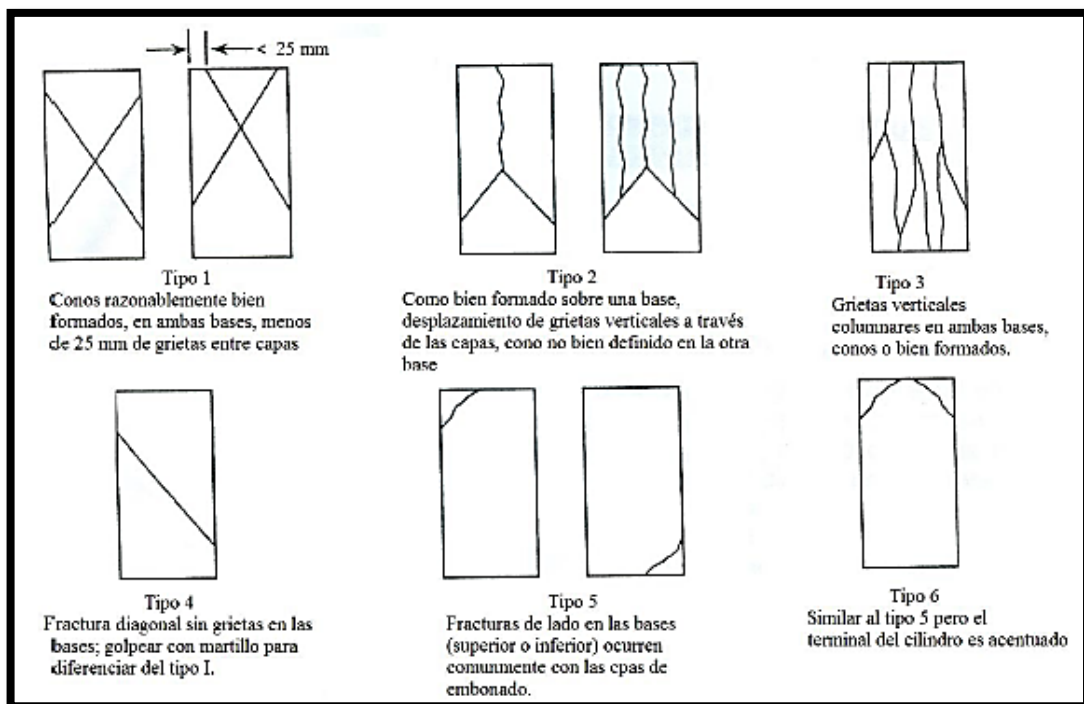 < 25 mm
Tipo 1
Conos razonablemente bien
formados, en ambas bases, menos
de 25 mm de grietas entre capas
Tipo 2
Como bien formado sobre una base,
desplazamiento de grietas verticales a través
de las capas, cono no bien definido en la otra
base
Tipo 3
Grietas verticales
columnares en ambas bases,
conos o bien formados.
Tipo 4
Fractura diagonal sin grietas en las
bases; golpear con martillo para
diferenciar del tipo I.
Tipo 5
Fracturas de lado en las bases
(superior o inferior) ocurren
comunmente con las cpas de
embonado.
Tipo 6
Similar al tipo 5 pero el
terminal del cilindro es acentuado